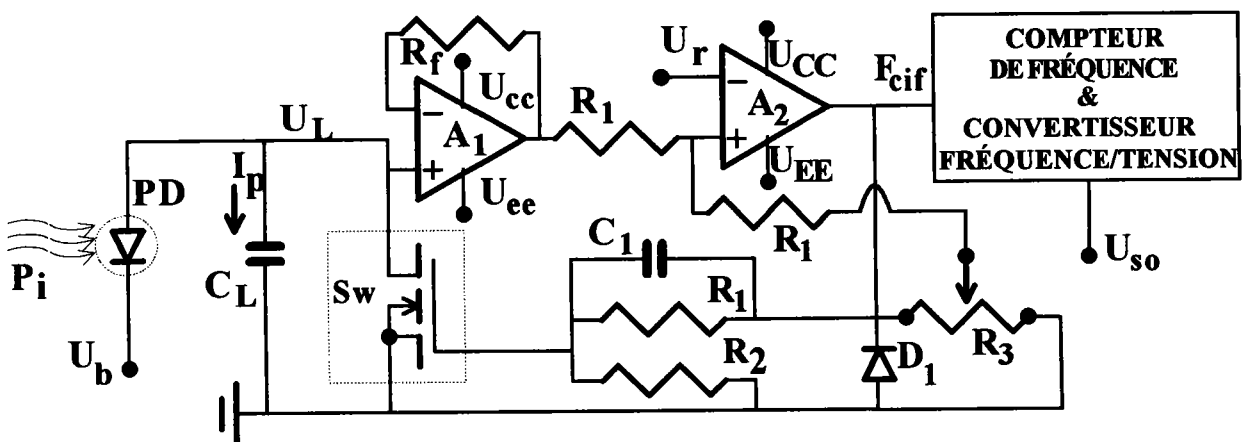 R_f
U_cc
A_1
U_ee
U_L
I_p
PD
P_i
C_L
U_b
Sw
R_1
U_r
U_CC
A_2
U_EE
F_cif
COMPTEUR
DE FRÉQUENCE
&
CONVERTISSEUR
FRÉQUENCE/TENSION
U_so
R_1
C_1
R_1
R_2
D_1
R_3